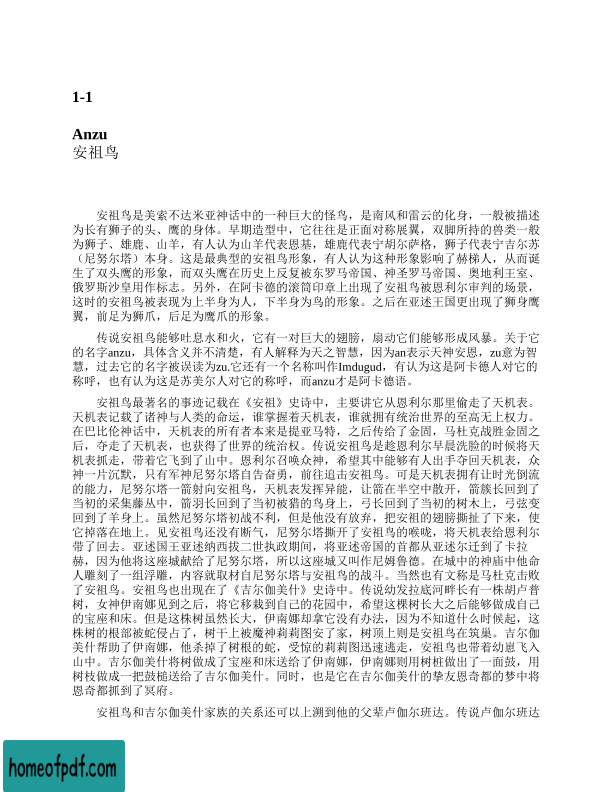 1-1
Anzu
安祖鸟
安祖鸟是美索不达米亚神话中的一种巨大的怪鸟，是南风和雷云的化身，一般被描述
为长有狮子的头、鹰的身体。早期造型中，它往往是正面对称展翼，双脚所持的兽类一般
为狮子、雄鹿、山羊，有人认为山羊代表恩基，雄鹿代表宁胡尔萨格，狮子代表宁吉尔苏
（尼努尔塔）本身。这是最典型的安祖鸟形象，有人认为这种形象影响了赫梯人，从而诞
生了双头鹰的形象，而双头鹰在历史上反复被东罗马帝国、神圣罗马帝国、奥地利王室、
俄罗斯沙皇用作标志。另外，在阿卡德的滚筒印章上出现了安祖鸟被恩利尔审判的场景，
这时的安祖鸟被表现为上半身为人，下半身为鸟的形象。之后在亚述王国更出现了狮身鹰
翼，前足为狮爪，后足为鹰爪的形象。
传说安祖鸟能够吐息水和火，它有一对巨大的翅膀，扇动它们能够形成风暴。关于它
的名字anzu，具体含义并不清楚，有人解释为天之智慧，因为an表示天神安恩，zu意为智
慧，过去它的名字被误读为zu.它还有一个名称叫作Imdugud，有认为这是阿卡德人对它的
称呼，也有认为这是苏美尔人对它的称呼，而anzu才是阿卡德语。
安祖鸟最著名的事迹记载在《安祖》史诗中，主要讲它从恩利尔那里偷走了天机表。
天机表记载了诸神与人类的命运，谁掌握着天机表，谁就拥有统治世界的至高无上权力。
在巴比伦神话中，天机表的所有者本来是提亚马特，之后传给了金固，马杜克战胜金固之
后，夺走了天机表，也获得了世界的统治权。传说安祖鸟是趁恩利尔早晨洗脸的时候将天
机表抓走，带着它飞到了山中。恩利尔召唤众神，希望其中能够有人出手夺回天机表，众
神一片沉默，只有军神尼努尔塔自告奋勇，前往追击安祖鸟。可是天机表拥有让时光倒流
的能力，尼努尔塔一箭射向安祖鸟，天机表发挥异能，让箭在半空中散开，箭簇长回到了
当初的采集藤丛中，箭羽长回到了当初被猎的鸟身上，弓长回到了当初的树木上，弓弦变
回到了羊身上。虽然尼努尔塔初战不利，但是他没有放弃，把安祖的翅膀撕扯了下来，使
它掉落在地上。见安祖鸟还没有断气，尼努尔塔撕开了安祖鸟的喉咙，将天机表给恩利尔
带了回去。亚述国王亚述纳西拔二世执政期间，将亚述帝国的首都从亚述尔迁到了卡拉
赫，因为他将这座城献给了尼努尔塔，所以这座城又叫作尼姆鲁德。在城中的神庙中他命
人雕刻了一组浮雕，内容就取材自尼努尔塔与安祖鸟的战斗。当然也有文称是马杜克击败
了安祖鸟。安祖鸟也出现在了《吉尔伽美什》史诗中。传说幼发拉底河畔长有一株胡卢普
树，女神伊南娜见到之后，将它移栽到自己的花园中，希望这棵树长大之后能够做成自己
的宝座和床。但是这株树虽然长大，伊南娜却拿它没有办法，因为不知道什么时候起，这
株树的根部被蛇侵占了，树干上被魔神莉莉图安了家，树顶上则是安祖鸟在筑巢。吉尔伽
美什帮助了伊南娜，他杀掉了树根的蛇，受惊的莉莉图迅速逃走，安祖鸟也带着幼崽飞入
山中。吉尔伽美什将树做成了宝座和床送给了伊南娜，伊南娜则用树桩做出了一面鼓，用
树枝做成一把鼓槌送给了吉尔伽美什。同时，也是它在吉尔伽美什的挚友恩奇都的梦中将
恩奇都抓到了冥府。
安祖鸟和吉尔伽美什家族的关系还可以上溯到他的父辈卢伽尔班达。传说卢伽尔班达
homeofpdf.com